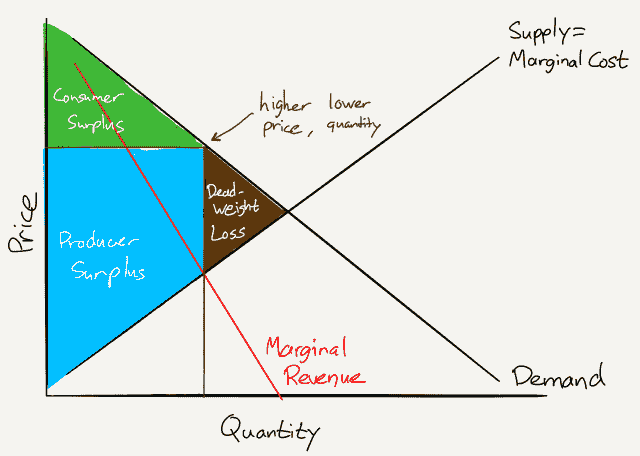 Supply=
Marginal Cost
Consumer
Surplus
higher lower
price, quantity
Dead-
weight
Loss
Price
Producer
Surplus
Marginal
Revenue
Demand
Quantity